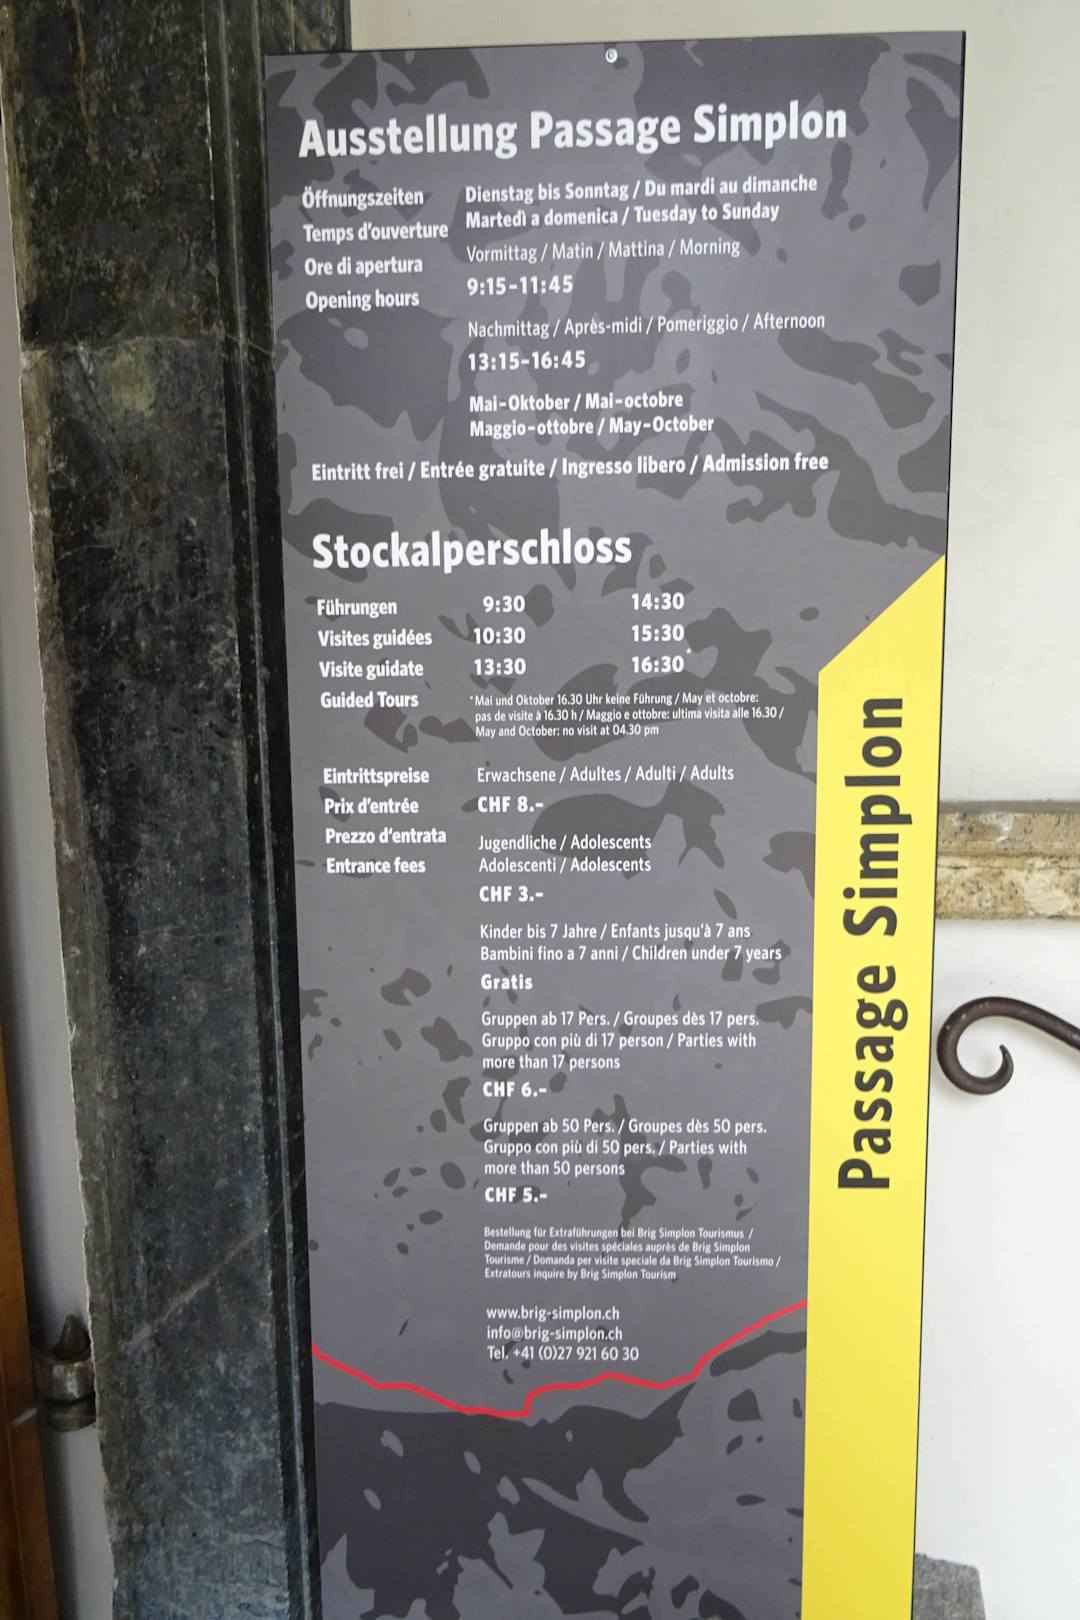 Ausstellung Passage Simplon
Öffnungszeiten
Temps d'ouverture
Ore di apertura
Opening hours
Dienstag bis Sonntag / Du mardi au dimanche
Martedì a domenica / Tuesday to Sunday
Vormittag / Matin / Mattina / Morning
9:15-11:45
Nachmittag / Après-midi / Pomeriggio / Afternoon
13:15-16:45
Mai-Oktober / Mai-octobre
Maggio-ottobre / May-October
Eintritt frei / Entrée gratuite / Ingresso libero / Admission free
Stockalperschloss
Führungen
Visites guidées
Visite guidate
Guided Tours
9:30 14:30
10:30 15:30
13:30 16:30*
*Mai und Oktober 16.30 Uhr keine Führung / May et octobre:
pas de visite à 16.30 h / Maggio e ottobre: ultima visita alle 16.30 /
May and October: no visit at 04.30 pm
Eintrittspreise
Prix d'entrée
Prezzo d'entrata
Entrance fees
Erwachsene / Adultes / Adulti / Adults
CHF 8.-
Jugendliche / Adolescents
Adolescenti / Adolescents
CHF 3.-
Kinder bis 7 Jahre / Enfants jusqu'à 7 ans
Bambini fino a 7 anni / Children under 7 years
Gratis
Gruppen ab 17 Pers. / Groupes dès 17 pers.
Gruppo con più di 17 person / Parties with
more than 17 persons
CHF 6.-
Gruppen ab 50 Pers. / Groupes dès 50 pers.
Gruppo con più di 50 pers. / Parties with
more than 50 persons
CHF 5.-
Bestellung für Extraführungen bei Brig Simplon Tourismus /
Demande pour des visites spéciales auprès de Brig Simplon
Tourisme / Domanda per visite speciale da Brig Simplon Tourismo /
Extratours inquire by Brig Simplon Tourism
www.brig-simplon.ch
info@brig-simplon.ch
Tel. +41 (0)27 921 60 30
Passage Simplon